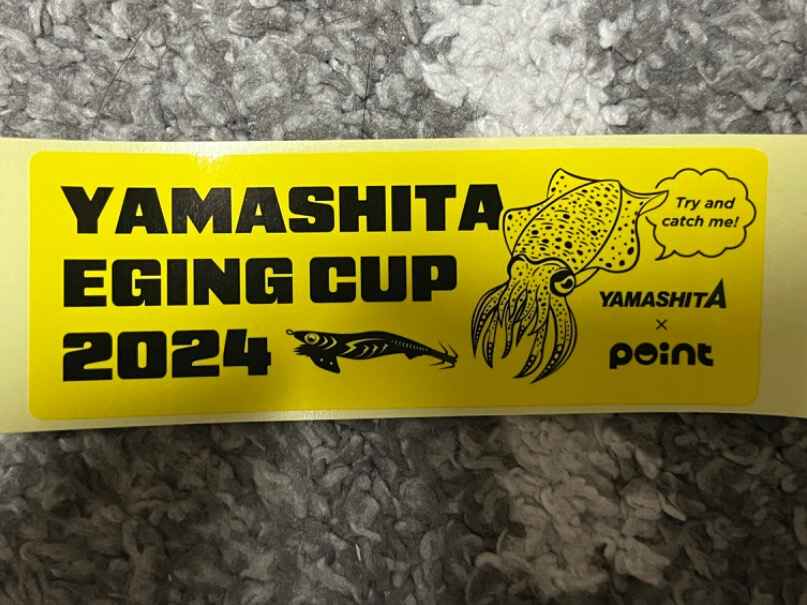 YAMASHITA
EGING CUP
2024
Try and
catch me!
YAMASHITA
×
point